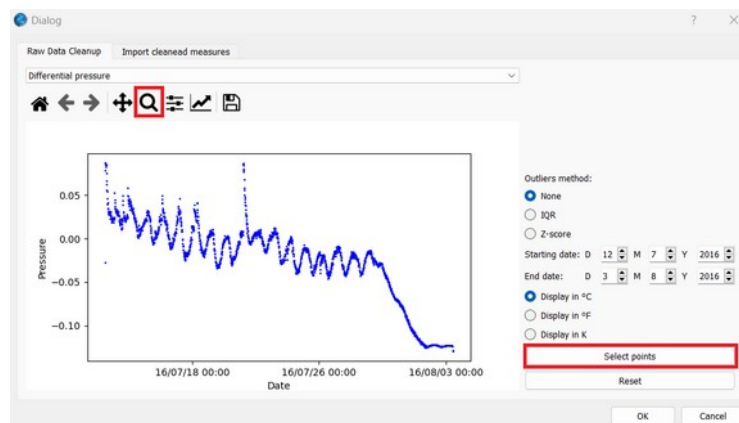 Dialog
Raw Data Cleanup Import cleanead measures
Differential pressure
Outliers method:
None
IQR
Z-score
Starting date: D 12 M 7 Y 2016
End date: D 3 M 8 Y 2016
Display in ºC
Display in ºF
Display in K
Select points
Reset
0.05
0.00
−0.05
−0.10
Pressure
16/07/18 00:00 16/07/26 00:00 16/08/03 00:00
Date
OK Cancel